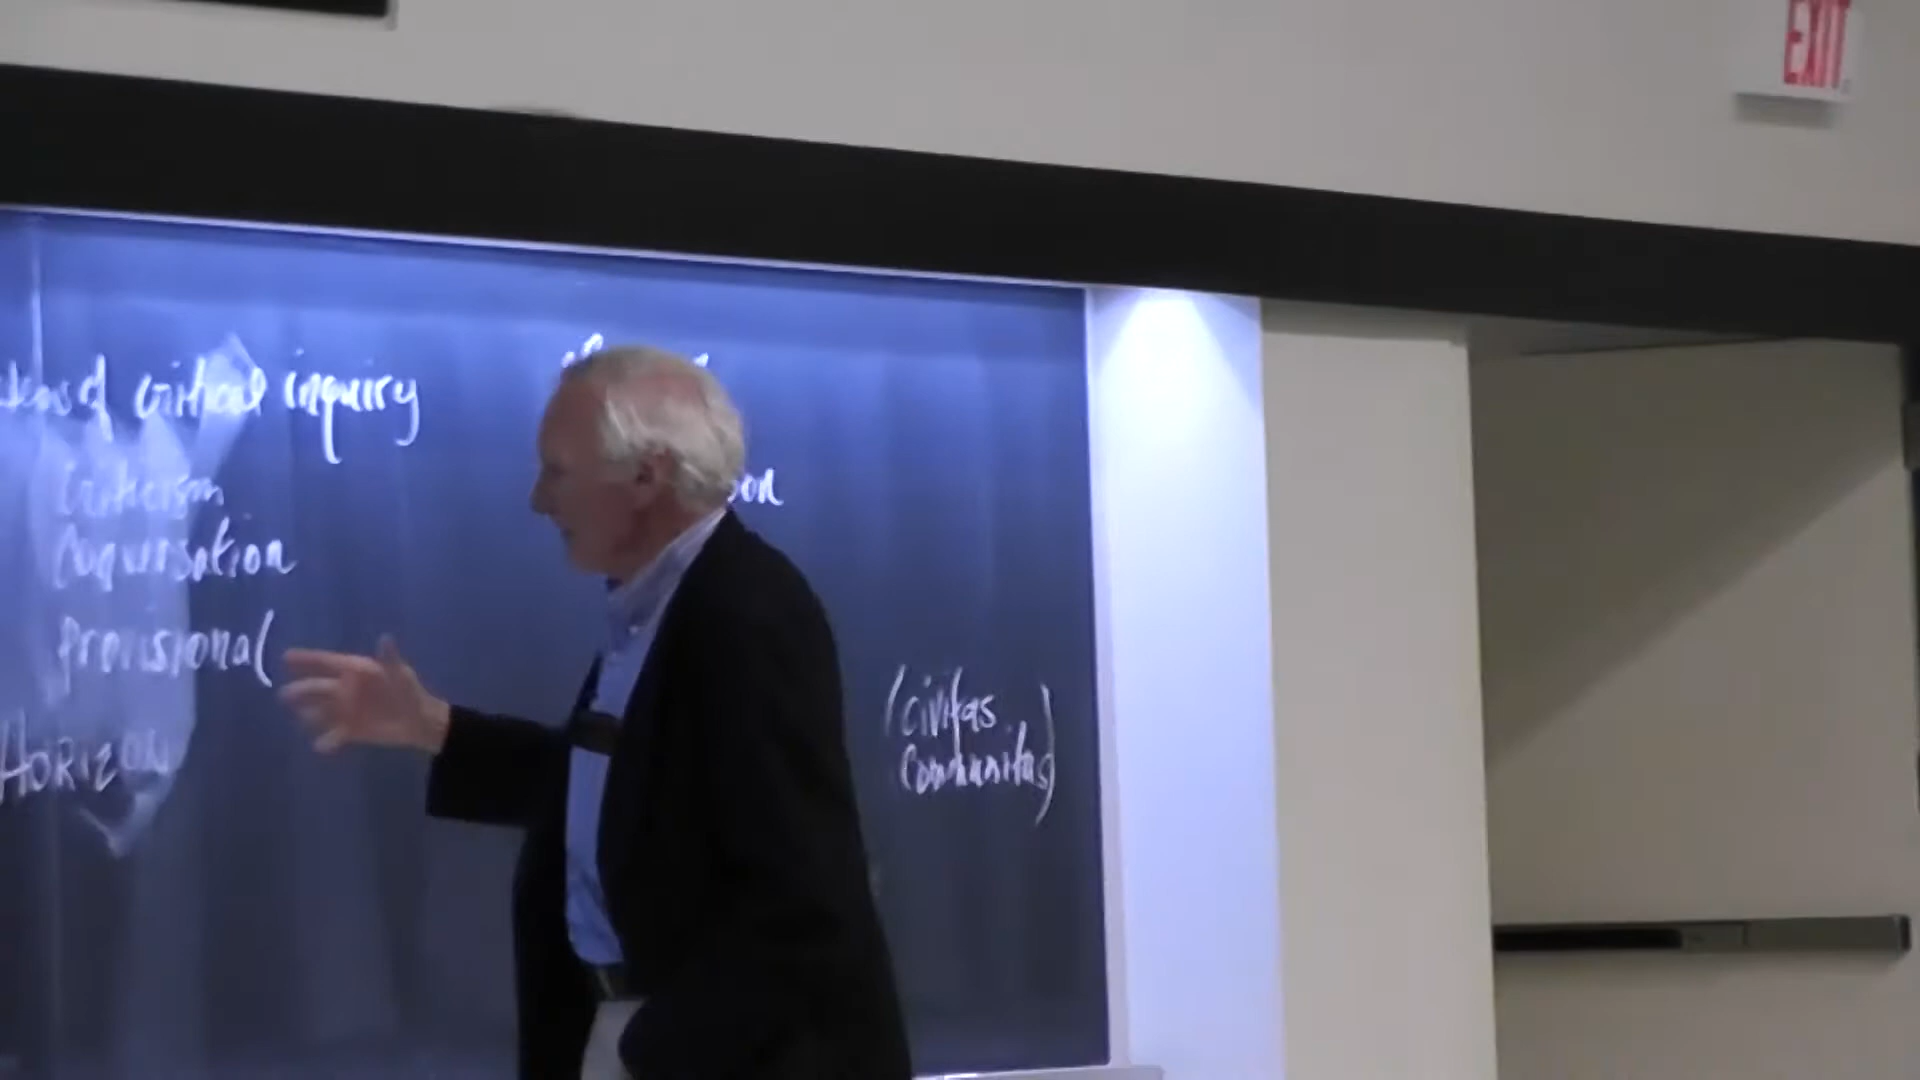 EXIT
critical inquiry
Criticism
Conversation
provisional
HORIZON
(civitas
communitas)